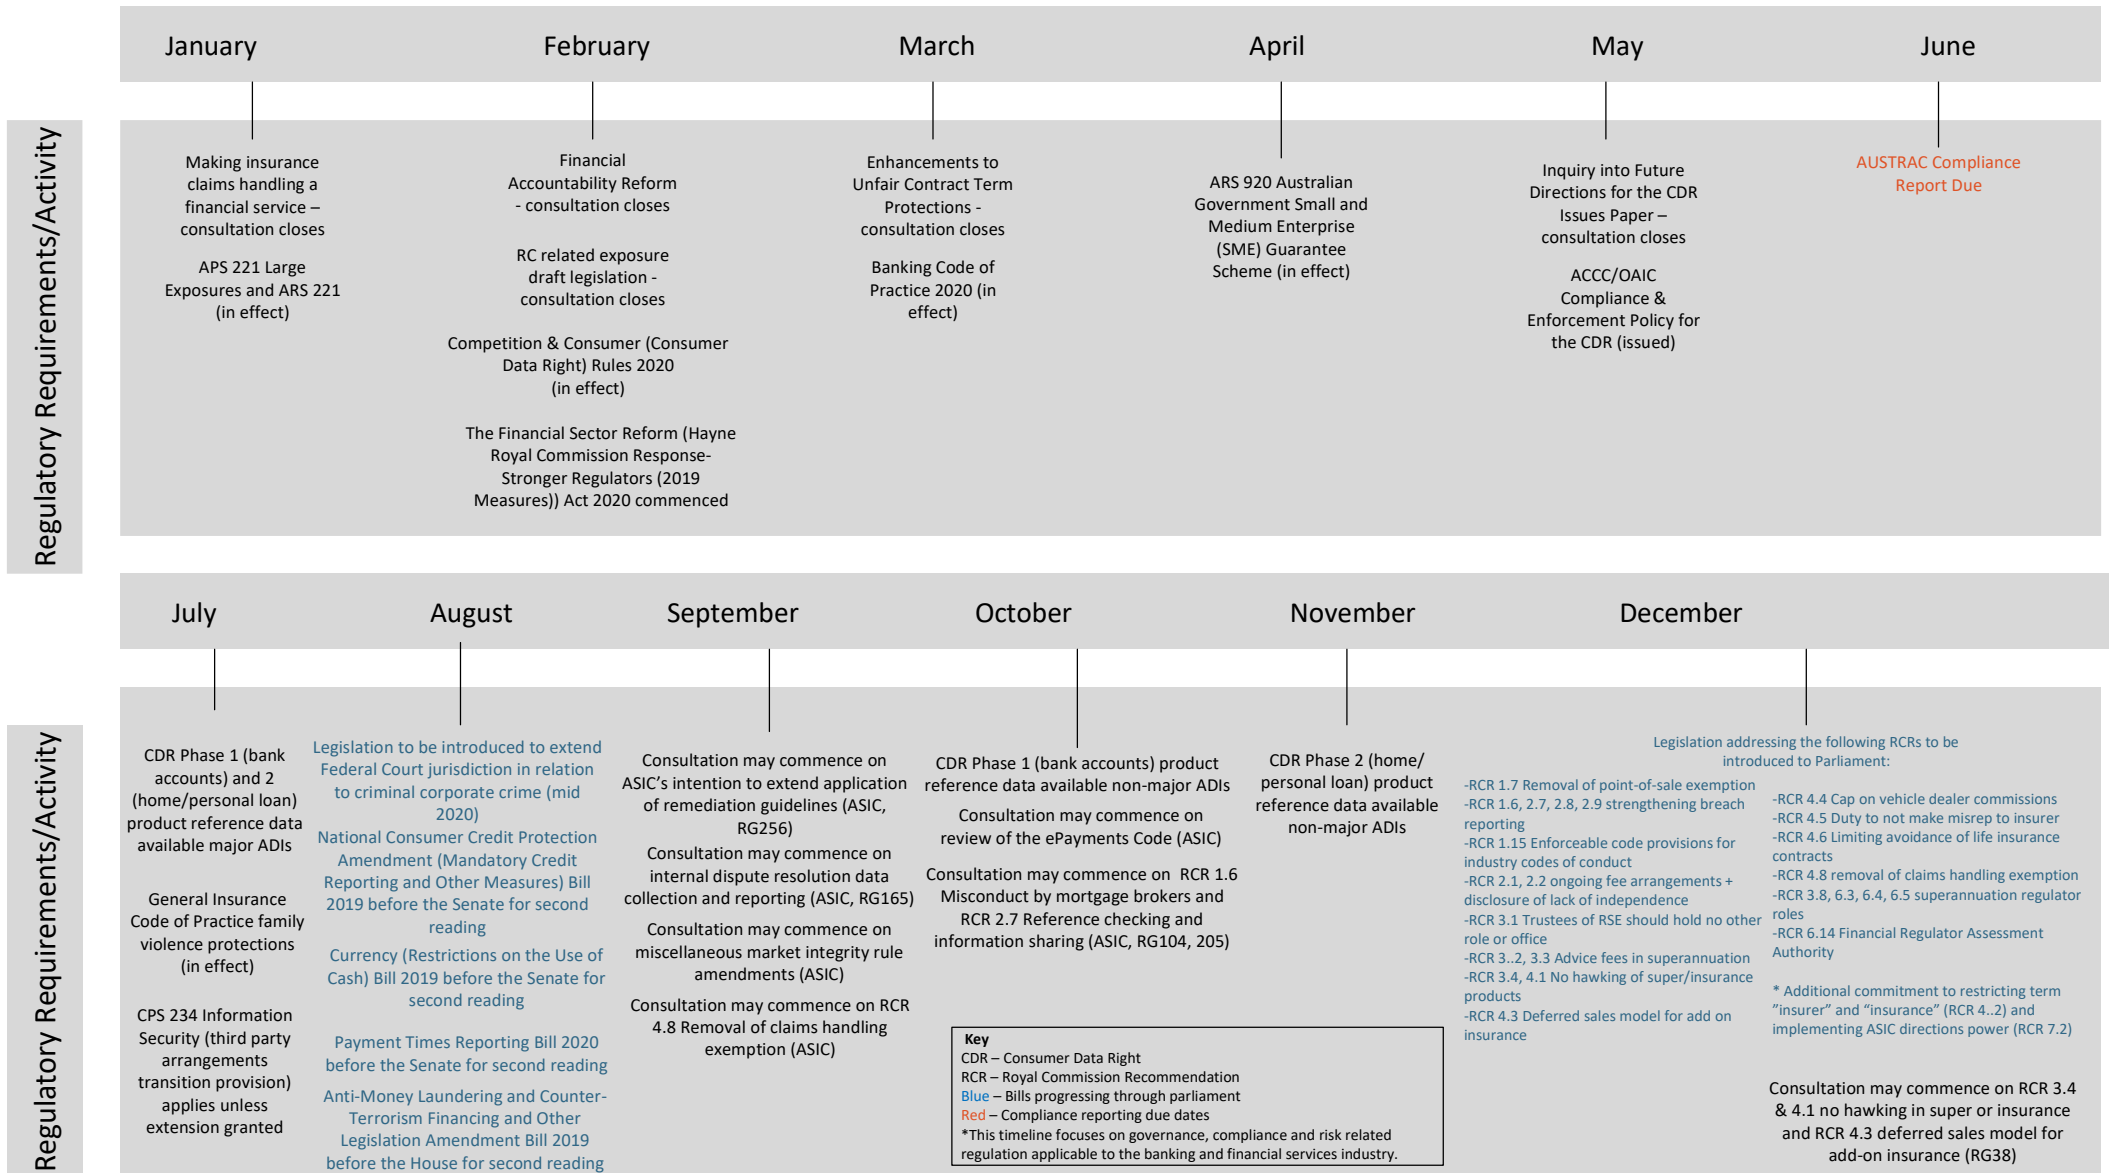 January
February
March
April
May
June
Regulatory Requirements/Activity
Making insurance
claims handling a
financial service –
consultation closes
APS 221 Large
Exposures and ARS 221
(in effect)
Financial
Accountability Reform
- consultation closes
RC related exposure
draft legislation -
consultation closes
Competition & Consumer (Consumer
Data Right) Rules 2020
(in effect)
The Financial Sector Reform (Hayne
Royal Commission Response-
Stronger Regulators (2019
Measures)) Act 2020 commenced
Enhancements to
Unfair Contract Term
Protections -
consultation closes
Banking Code of
Practice 2020 (in
effect)
ARS 920 Australian
Government Small and
Medium Enterprise
(SME) Guarantee
Scheme (in effect)
Inquiry into Future
Directions for the CDR
Issues Paper –
consultation closes
ACCC/OAIC
Compliance &
Enforcement Policy for
the CDR (issued)
AUSTRAC Compliance
Report Due
July
August
September
October
November
December
Regulatory Requirements/Activity
CDR Phase 1 (bank
accounts) and 2
(home/personal loan)
product reference data
available major ADIs
General Insurance
Code of Practice family
violence protections
(in effect)
CPS 234 Information
Security (third party
arrangements
transition provision)
applies unless
extension granted
Legislation to be introduced to extend
Federal Court jurisdiction in relation
to criminal corporate crime (mid
2020)
National Consumer Credit Protection
Amendment (Mandatory Credit
Reporting and Other Measures) Bill
2019 before the Senate for second
reading
Currency (Restrictions on the Use of
Cash) Bill 2019 before the Senate for
second reading
Payment Times Reporting Bill 2020
before the Senate for second reading
Anti-Money Laundering and Counter-
Terrorism Financing and Other
Legislation Amendment Bill 2019
before the House for second reading
Consultation may commence on
ASIC's intention to extend application
of remediation guidelines (ASIC,
RG256)
Consultation may commence on
internal dispute resolution data
collection and reporting (ASIC, RG165)
Consultation may commence on
miscellaneous market integrity rule
amendments (ASIC)
Consultation may commence on RCR
4.8 Removal of claims handling
exemption (ASIC)
CDR Phase 1 (bank accounts) product
reference data available non-major ADIs
Consultation may commence on
review of the ePayments Code (ASIC)
Consultation may commence on RCR 1.6
Misconduct by mortgage brokers and
RCR 2.7 Reference checking and
information sharing (ASIC, RG104, 205)
Key
CDR – Consumer Data Right
RCR – Royal Commission Recommendation
Blue – Bills progressing through parliament
Red – Compliance reporting due dates
*This timeline focuses on governance, compliance and risk related
regulation applicable to the banking and financial services industry.
CDR Phase 2 (home/
personal loan) product
reference data available
non-major ADIs
Legislation addressing the following RCRs to be
introduced to Parliament:
-RCR 1.7 Removal of point-of-sale exemption
-RCR 1.6, 2.7, 2.8, 2.9 strengthening breach
reporting
-RCR 1.15 Enforceable code provisions for
industry codes of conduct
-RCR 2.1, 2.2 ongoing fee arrangements +
disclosure of lack of independence
-RCR 3.1 Trustees of RSE should hold no other
role or office
-RCR 3..2, 3.3 Advice fees in superannuation
-RCR 3.4, 4.1 No hawking of super/insurance
products
-RCR 4.3 Deferred sales model for add on
insurance
-RCR 4.4 Cap on vehicle dealer commissions
-RCR 4.5 Duty to not make misrep to insurer
-RCR 4.6 Limiting avoidance of life insurance
contracts
-RCR 4.8 removal of claims handling exemption
-RCR 3.8, 6.3, 6.4, 6.5 superannuation regulator
roles
-RCR 6.14 Financial Regulator Assessment
Authority
* Additional commitment to restricting term
”insurer” and “insurance” (RCR 4..2) and
implementing ASIC directions power (RCR 7.2)
Consultation may commence on RCR 3.4
& 4.1 no hawking in super or insurance
and RCR 4.3 deferred sales model for
add-on insurance (RG38)